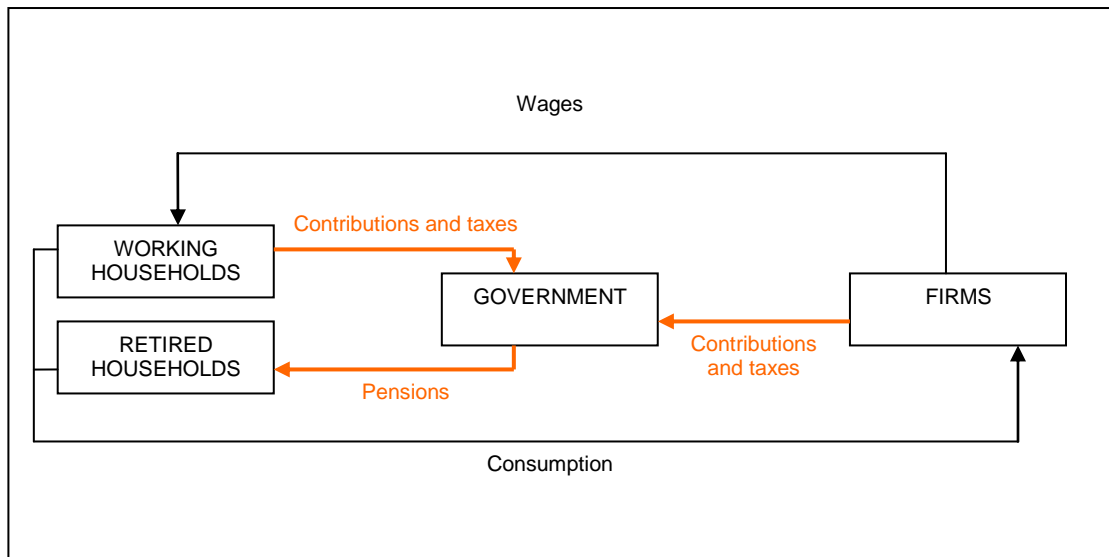 Wages
Contributions and taxes
WORKING
HOUSEHOLDS
GOVERNMENT
FIRMS
RETIRED
HOUSEHOLDS
Contributions
and taxes
Pensions
Consumption